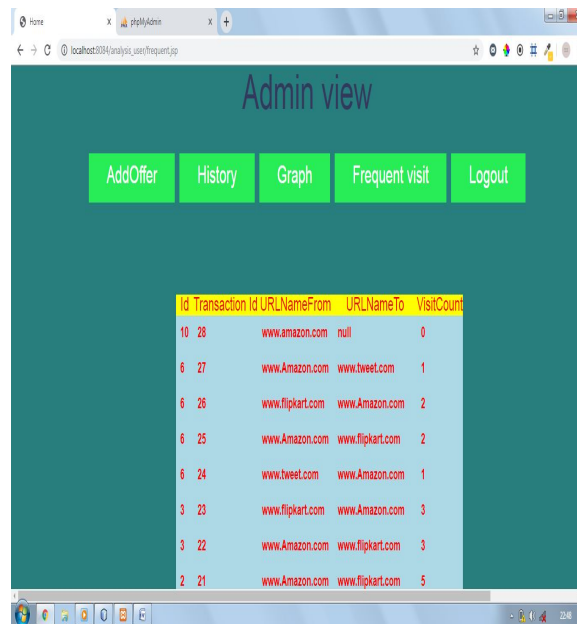 Home phpMyAdmin
localhost:8084/analysis_user/frequent.jsp
Admin view
AddOffer History Graph Frequent visit Logout
Id Transaction Id URLNameFrom URLNameTo VisitCount
10 28 www.amazon.com null 0
6 27 www.Amazon.com www.tweet.com 1
6 26 www.flipkart.com www.Amazon.com 2
6 25 www.Amazon.com www.flipkart.com 2
6 24 www.tweet.com www.Amazon.com 1
3 23 www.flipkart.com www.Amazon.com 3
3 22 www.Amazon.com www.flipkart.com 3
2 21 www.Amazon.com www.flipkart.com 5
22:48